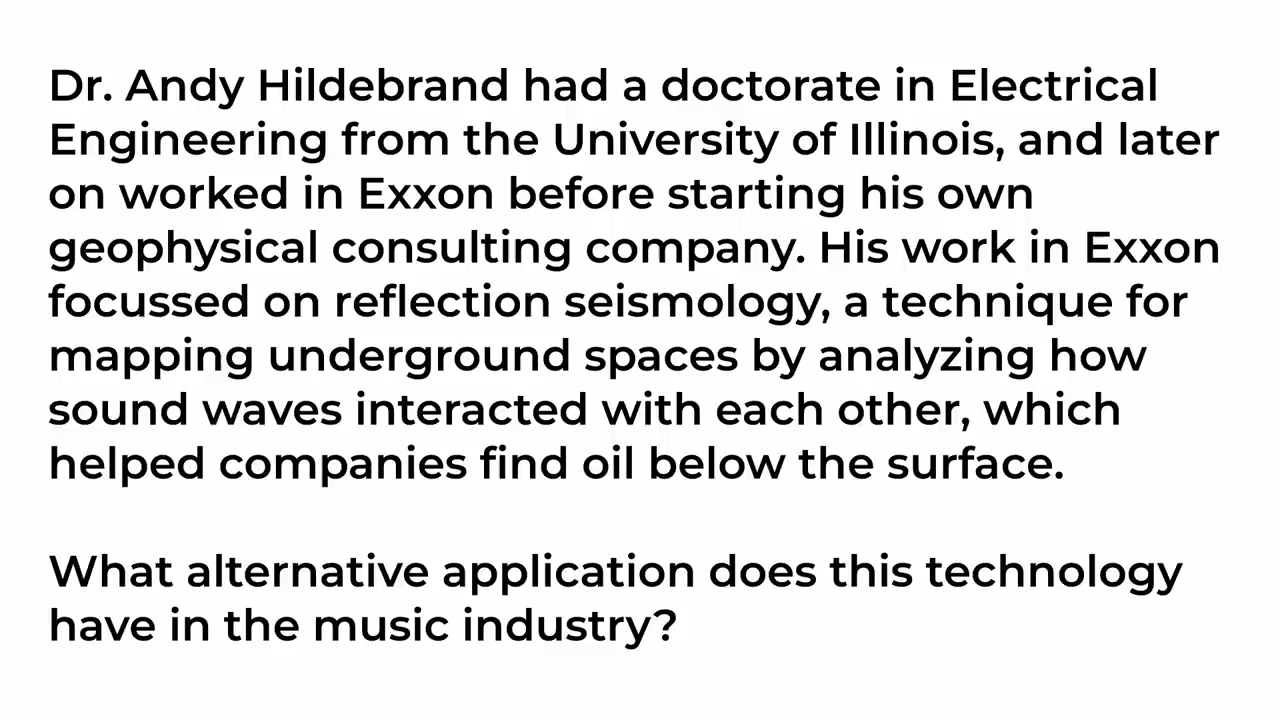 Dr. Andy Hildebrand had a doctorate in Electrical
Engineering from the University of Illinois, and later
on worked in Exxon before starting his own
geophysical consulting company. His work in Exxon
focussed on reflection seismology, a technique for
mapping underground spaces by analyzing how
sound waves interacted with each other, which
helped companies find oil below the surface.
What alternative application does this technology
have in the music industry?